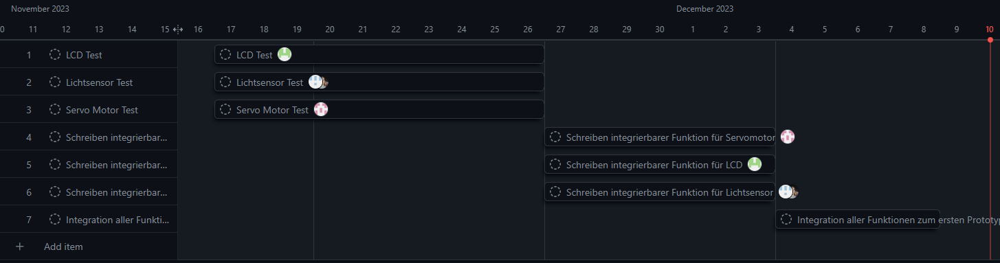 November 2023 December 2023
0 11 12 13 14 15 16 17 18 19 20 21 22 23 24 25 26 27 28 29 30 1 2 3 4 5 6 7 8 9 10
1 LCD Test LCD Test
2 Lichtsensor Test Lichtsensor Test
3 Servo Motor Test Servo Motor Test
4 Schreiben integrierbar... Schreiben integrierbarer Funktion für Servomotor
5 Schreiben integrierbar... Schreiben integrierbarer Funktion für LCD
6 Schreiben integrierbar... Schreiben integrierbarer Funktion für Lichtsensor
7 Integration aller Funkti... Integration aller Funktionen zum ersten Prototyp
+ Add item